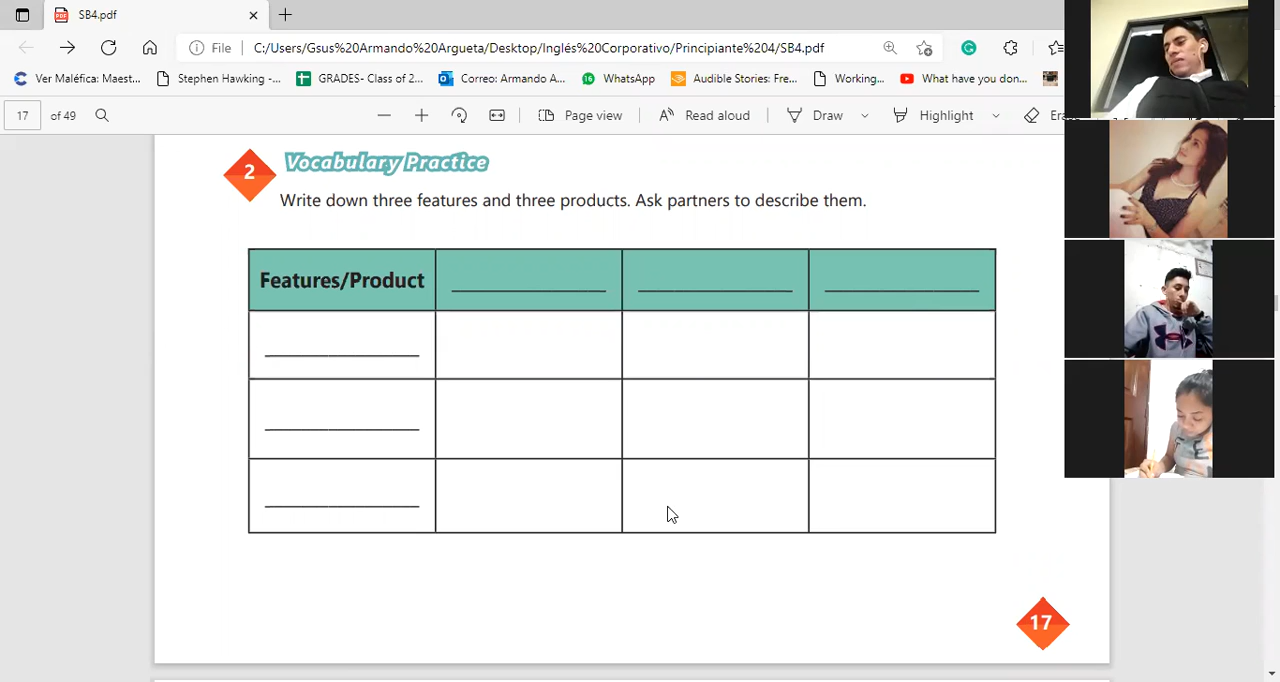 SB4.pdf
File
C:/Users/Gsus%20Armando%20Argueta/Desktop/Inglés%20Corporativo/Principiante%204/SB4.pdf
Ver Maléfica: Maest...
Stephen Hawking -...
GRADES- Class of 2...
Correo: Armando A...
16
WhatsApp
Audible Stories: Fre...
Working...
What have you don...
17
of 49
Page view
Read aloud
Draw
Highlight
2
Vocabulary Practice
Write down three features and three products. Ask partners to describe them.
Features/Product
17